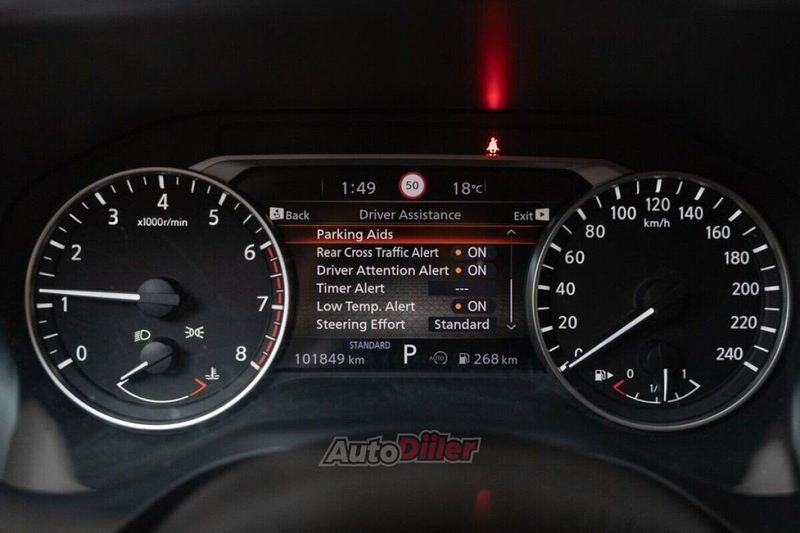 1:49 50 18°C
Back Driver Assistance Exit
Parking Aids
Rear Cross Traffic Alert ON
Driver Attention Alert ON
Timer Alert ---
Low Temp. Alert ON
Steering Effort Standard
STANDARD
101849 km P AUTO 268 km
0 1 2 3 4 5 6 7 8
x1000r/min
0 20 40 60 80 100 120 140 160 180 200 220 240
km/h
0 1/ 1
AutoDiiler